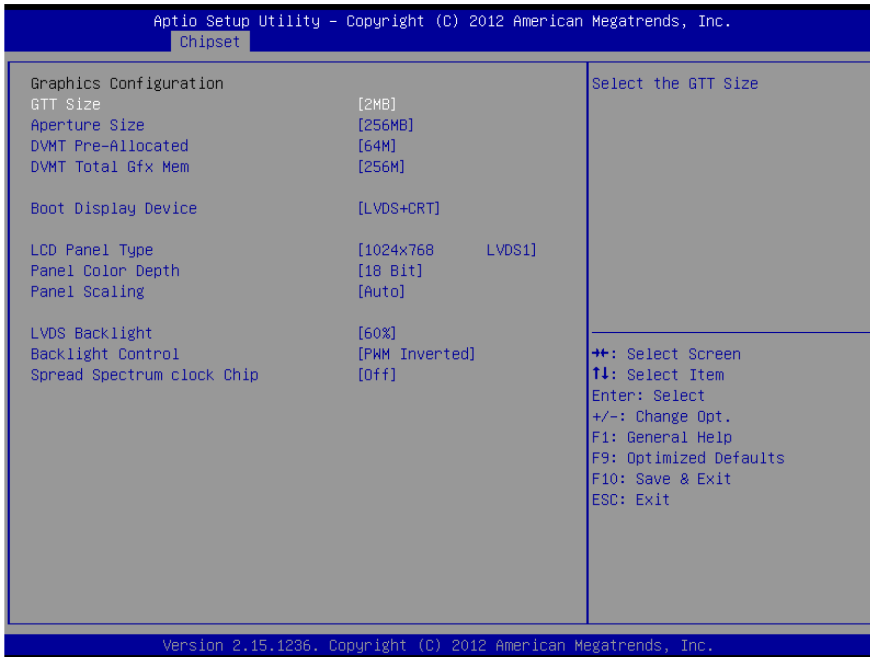 Aptio Setup Utility – Copyright (C) 2012 American Megatrends, Inc.
Chipset
Graphics Configuration
GTT Size [2MB]
Aperture Size [256MB]
DVMT Pre-Allocated [64M]
DVMT Total Gfx Mem [256M]
Boot Display Device [LVDS+CRT]
LCD Panel Type [1024x768 LVDS1]
Panel Color Depth [18 Bit]
Panel Scaling [Auto]
LVDS Backlight [60%]
Backlight Control [PWM Inverted]
Spread Spectrum clock Chip [Off]
Select the GTT Size
→←: Select Screen
↑↓: Select Item
Enter: Select
+/-: Change Opt.
F1: General Help
F9: Optimized Defaults
F10: Save & Exit
ESC: Exit
Version 2.15.1236. Copyright (C) 2012 American Megatrends, Inc.